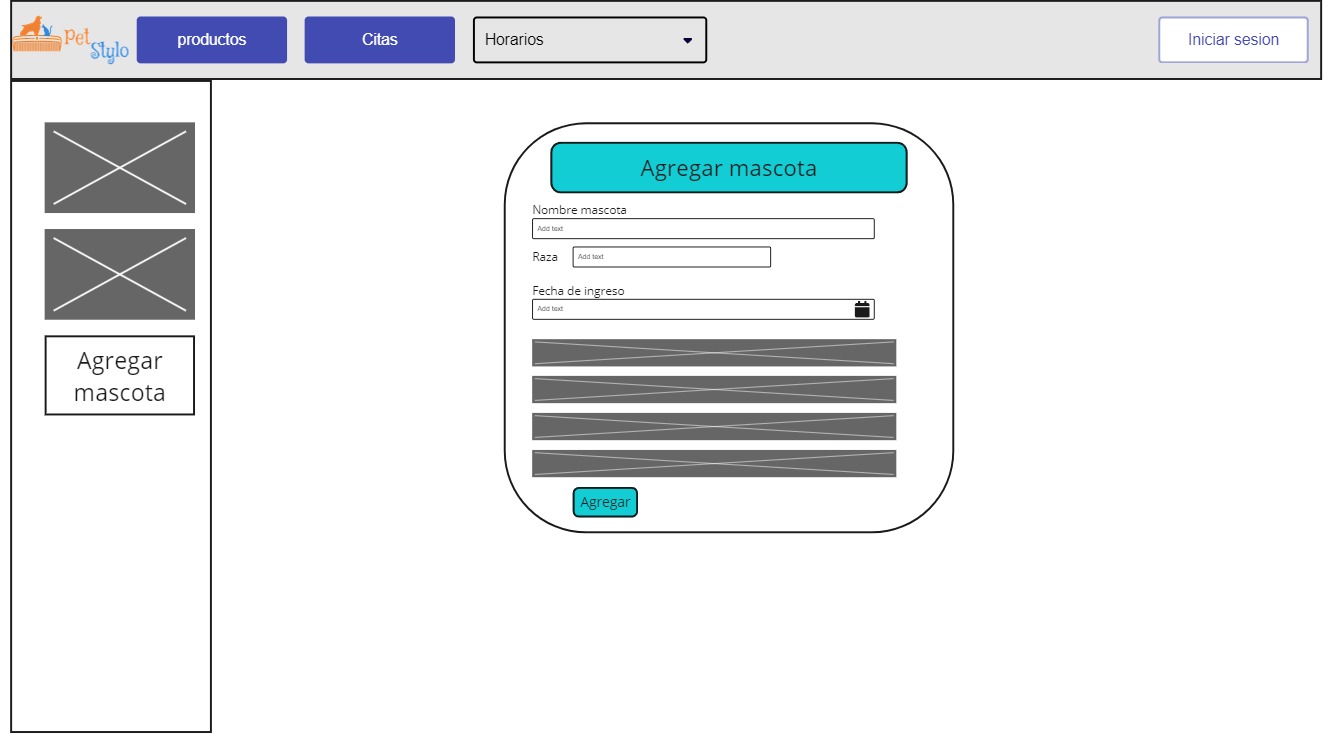 pet
Stylo
productos
Citas
Horarios
Iniciar sesion
Agregar
mascota
Agregar mascota
Nombre mascota
Add text
Raza
Add text
Fecha de ingreso
Add text
Agregar